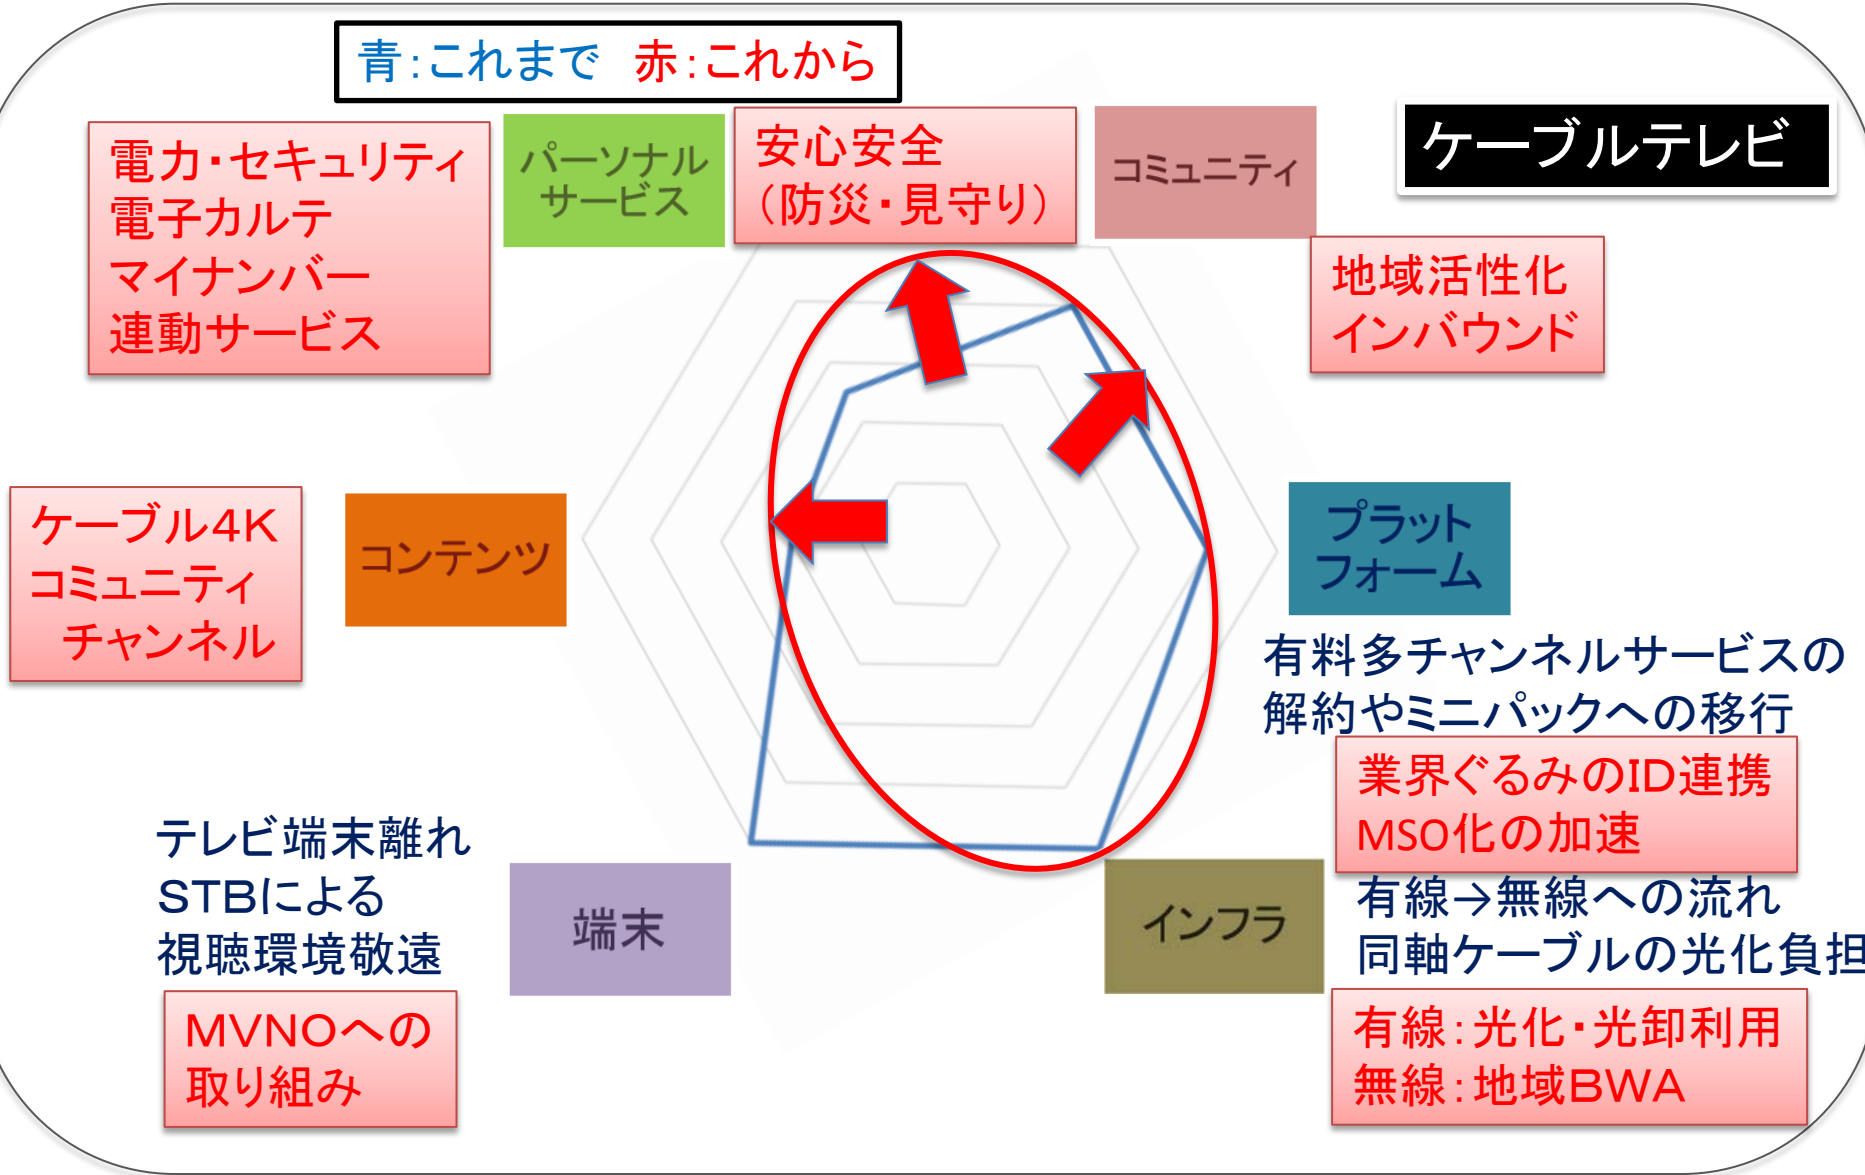 青：これまで　赤：これから
ケーブルテレビ
電力・セキュリティ
電子カルテ
マイナンバー
連動サービス
パーソナル
サービス
安心安全
（防災・見守り）
コミュニティ
地域活性化
インバウンド
ケーブル４Ｋ
コミュニティ
チャンネル
コンテンツ
プラット
フォーム
有料多チャンネルサービスの
解約やミニパックへの移行
業界ぐるみのID連携
MSO化の加速
テレビ端末離れ
STBによる
視聴環境敬遠
端末
インフラ
有線→無線への流れ
同軸ケーブルの光化負担
ＭＶＮＯへの
取り組み
有線：光化・光卸利用
無線：地域ＢＷＡ